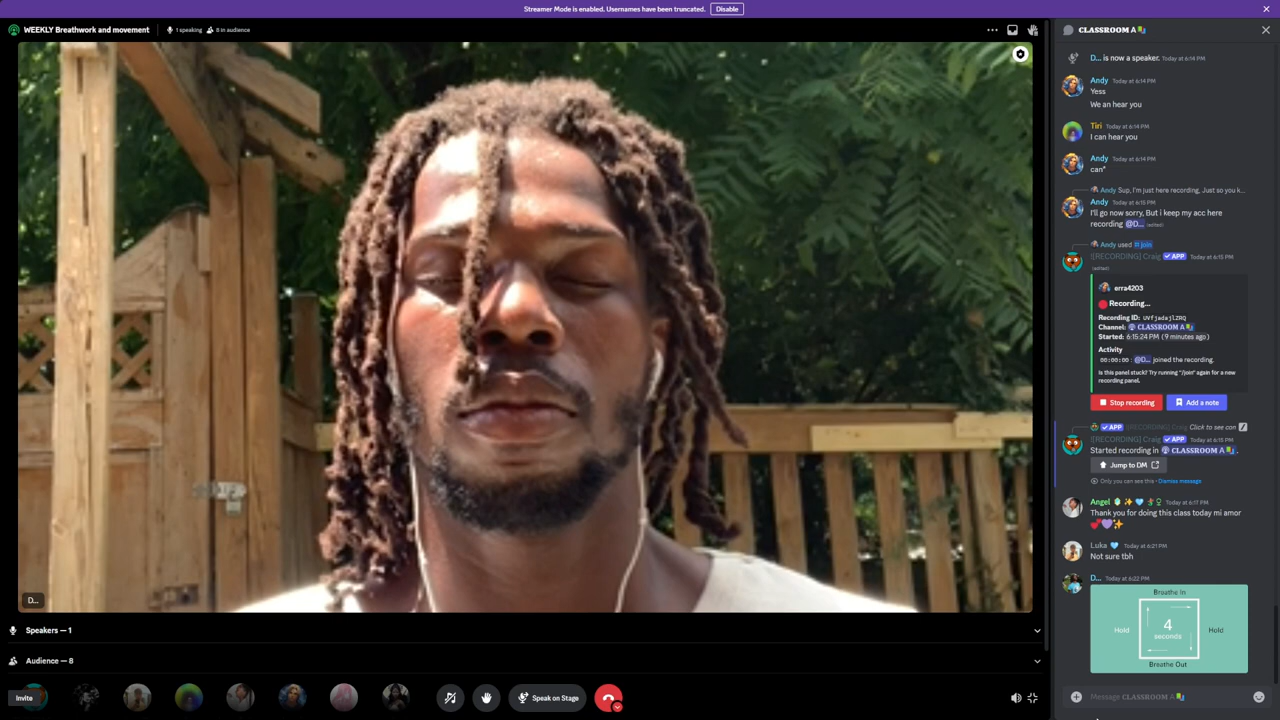 Streamer Mode is enabled. Usernames have been truncated. Disable
WEEKLY Breathwork and movement 1 speaking 8 in audience
D...
Speakers — 1
Audience — 8
Invite
Speak on Stage
CLASSROOM A
D... is now a speaker. Today at 6:14 PM
Andy Today at 6:14 PM
Yess
We an hear you
Tiri Today at 6:14 PM
I can hear you
Andy Today at 6:14 PM
can*
Andy Sup, I'm just here recording, Just so you k...
Andy Today at 6:15 PM
I'll go now sorry, But i keep my acc here
recording @D... (edited)
Andy used join
![RECORDING] Craig APP Today at 6:15 PM
(edited)
erra4203
Recording...
Recording ID:
Channel: CLASSROOM A
Started: 6:15:24 PM (9 minutes ago)
Activity
00:00:00: @D... joined the recording.
Is this panel stuck? Try running "/join" again for a new
recording panel.
Stop recording Add a note
APP ![RECORDING] Craig Click to see con
![RECORDING] Craig APP Today at 6:15 PM
Started recording in CLASSROOM A.
Jump to DM
Only you can see this • Dismiss message
Angel Today at 6:17 PM
Thank you for doing this class today mi amor
Luka Today at 6:21 PM
Not sure tbh
D... Today at 6:22 PM
Breathe In
Hold 4 Hold
seconds
Breathe Out
Message CLASSROOM A